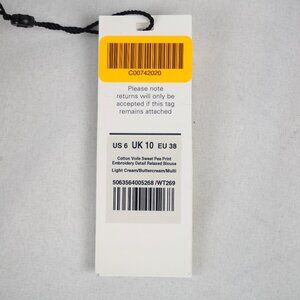 C00742020
Please note
returns will only be
accepted if this tag
remains attached
US 6 UK 10 EU 38
Cotton Voile Sweet Pea Print
Embroidery Detail Relaxed Blouse
Light Cream/Buttercream/Multi
5063564005268 /WT269